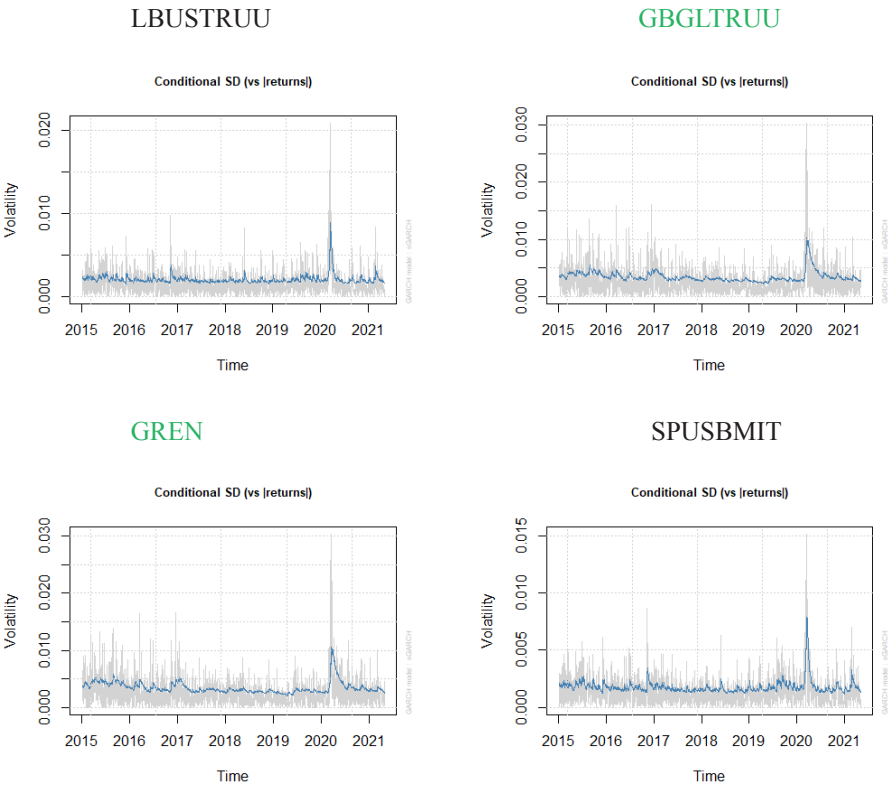 LBUSTRUU
Conditional SD (vs |returns|)
Volatility
0.020
0.010
0.000
2015 2016 2017 2018 2019 2020 2021
Time
GARCH model : sGARCH
GBGLTRUU
Conditional SD (vs |returns|)
Volatility
0.030
0.020
0.010
0.000
2015 2016 2017 2018 2019 2020 2021
Time
GARCH model : sGARCH
GREN
Conditional SD (vs |returns|)
Volatility
0.030
0.020
0.010
0.000
2015 2016 2017 2018 2019 2020 2021
Time
GARCH model : sGARCH
SPUSBMIT
Conditional SD (vs |returns|)
Volatility
0.015
0.010
0.005
0.000
2015 2016 2017 2018 2019 2020 2021
Time
GARCH model : sGARCH